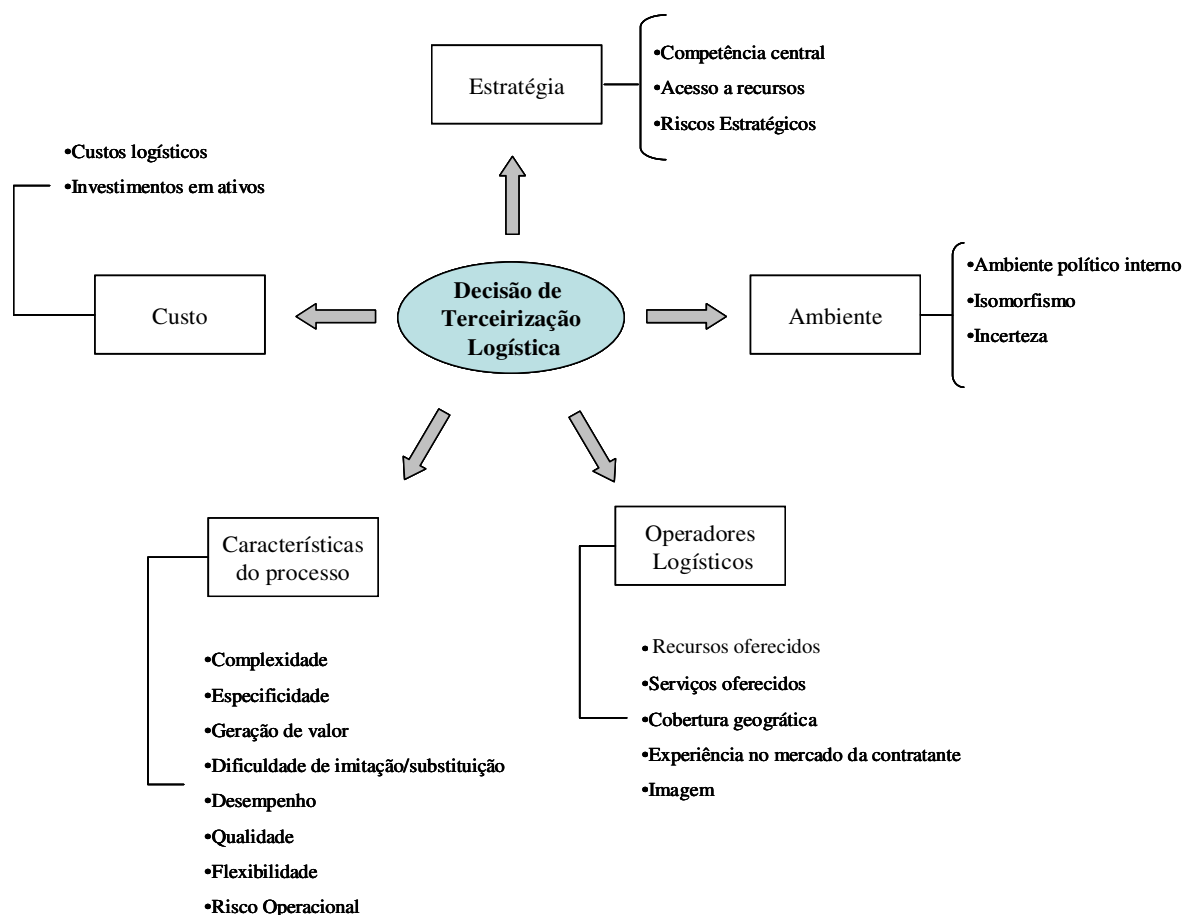 Estratégia
•Competência central
•Acesso a recursos
•Riscos Estratégicos
•Custos logísticos
•Investimentos em ativos
Custo
Decisão de
Terceirização
Logística
Ambiente
•Ambiente político interno
•Isomorfismo
•Incerteza
Características
do processo
•Complexidade
•Especificidade
•Geração de valor
•Dificuldade de imitação/substituição
•Desempenho
•Qualidade
•Flexibilidade
•Risco Operacional
Operadores
Logísticos
• Recursos oferecidos
•Serviços oferecidos
•Cobertura geogrática
•Experiência no mercado da contratante
•Imagem